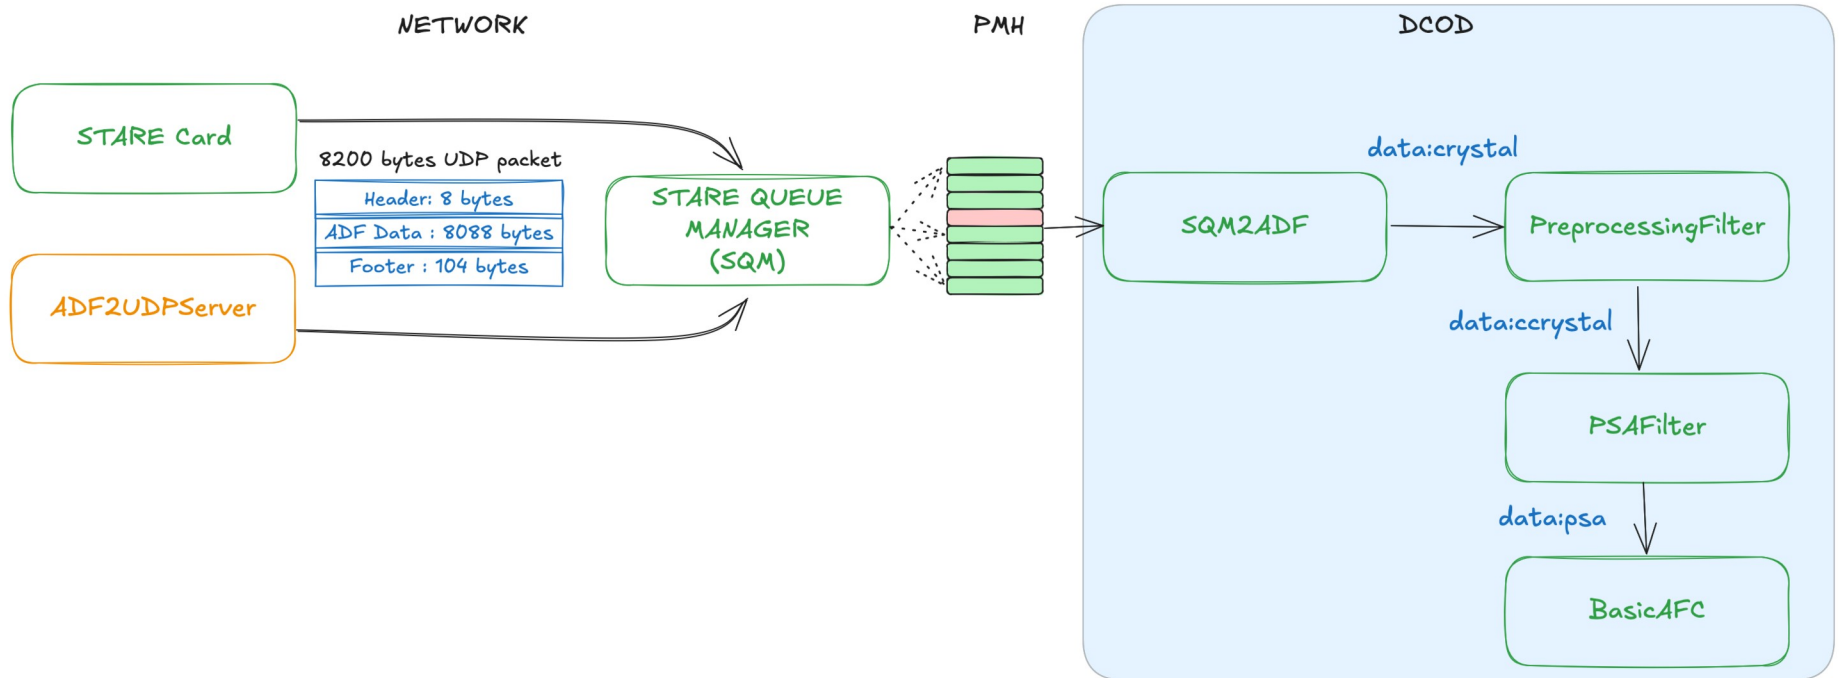 NETWORK
PMH
DCOD
STARE Card
8200 bytes UDP packet
Header: 8 bytes
ADF Data : 8088 bytes
Footer : 104 bytes
ADF2UDPServer
STARE QUEUE
MANAGER
(SQM)
SQM2ADF
data:crystal
PreprocessingFilter
data:ccrystal
PSAFilter
data:psa
BasicAFC